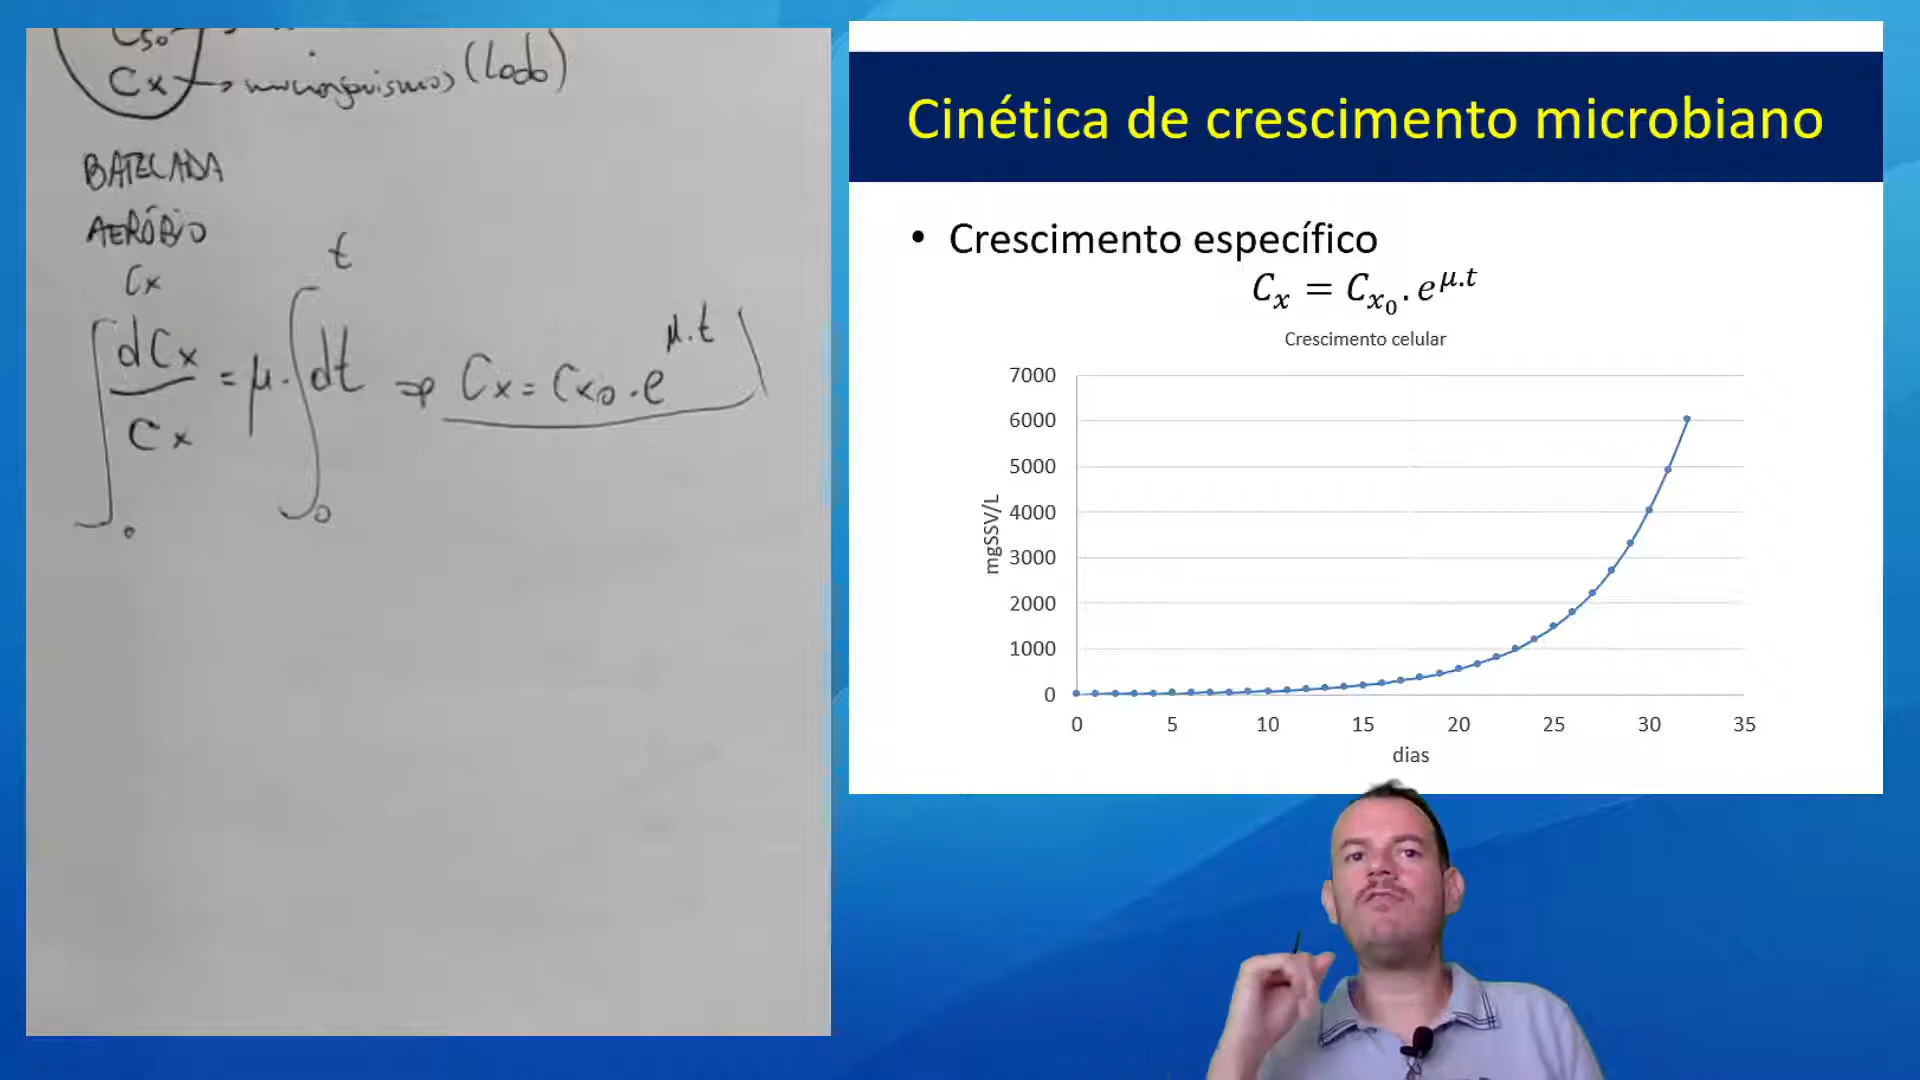 Cso
Cx → microrganismos (Lodo)
BATELADA
AERÓBIO
Cx t
∫ dCx/Cx = μ. ∫ dt ⇒ Cx = Cxo . e^μ.t
0 0
Cinética de crescimento microbiano
• Crescimento específico
Cx = Cx0 . e^μ.t
Crescimento celular
7000
6000
5000
4000
3000
2000
1000
0
mgSSV/L
0 5 10 15 20 25 30 35
dias